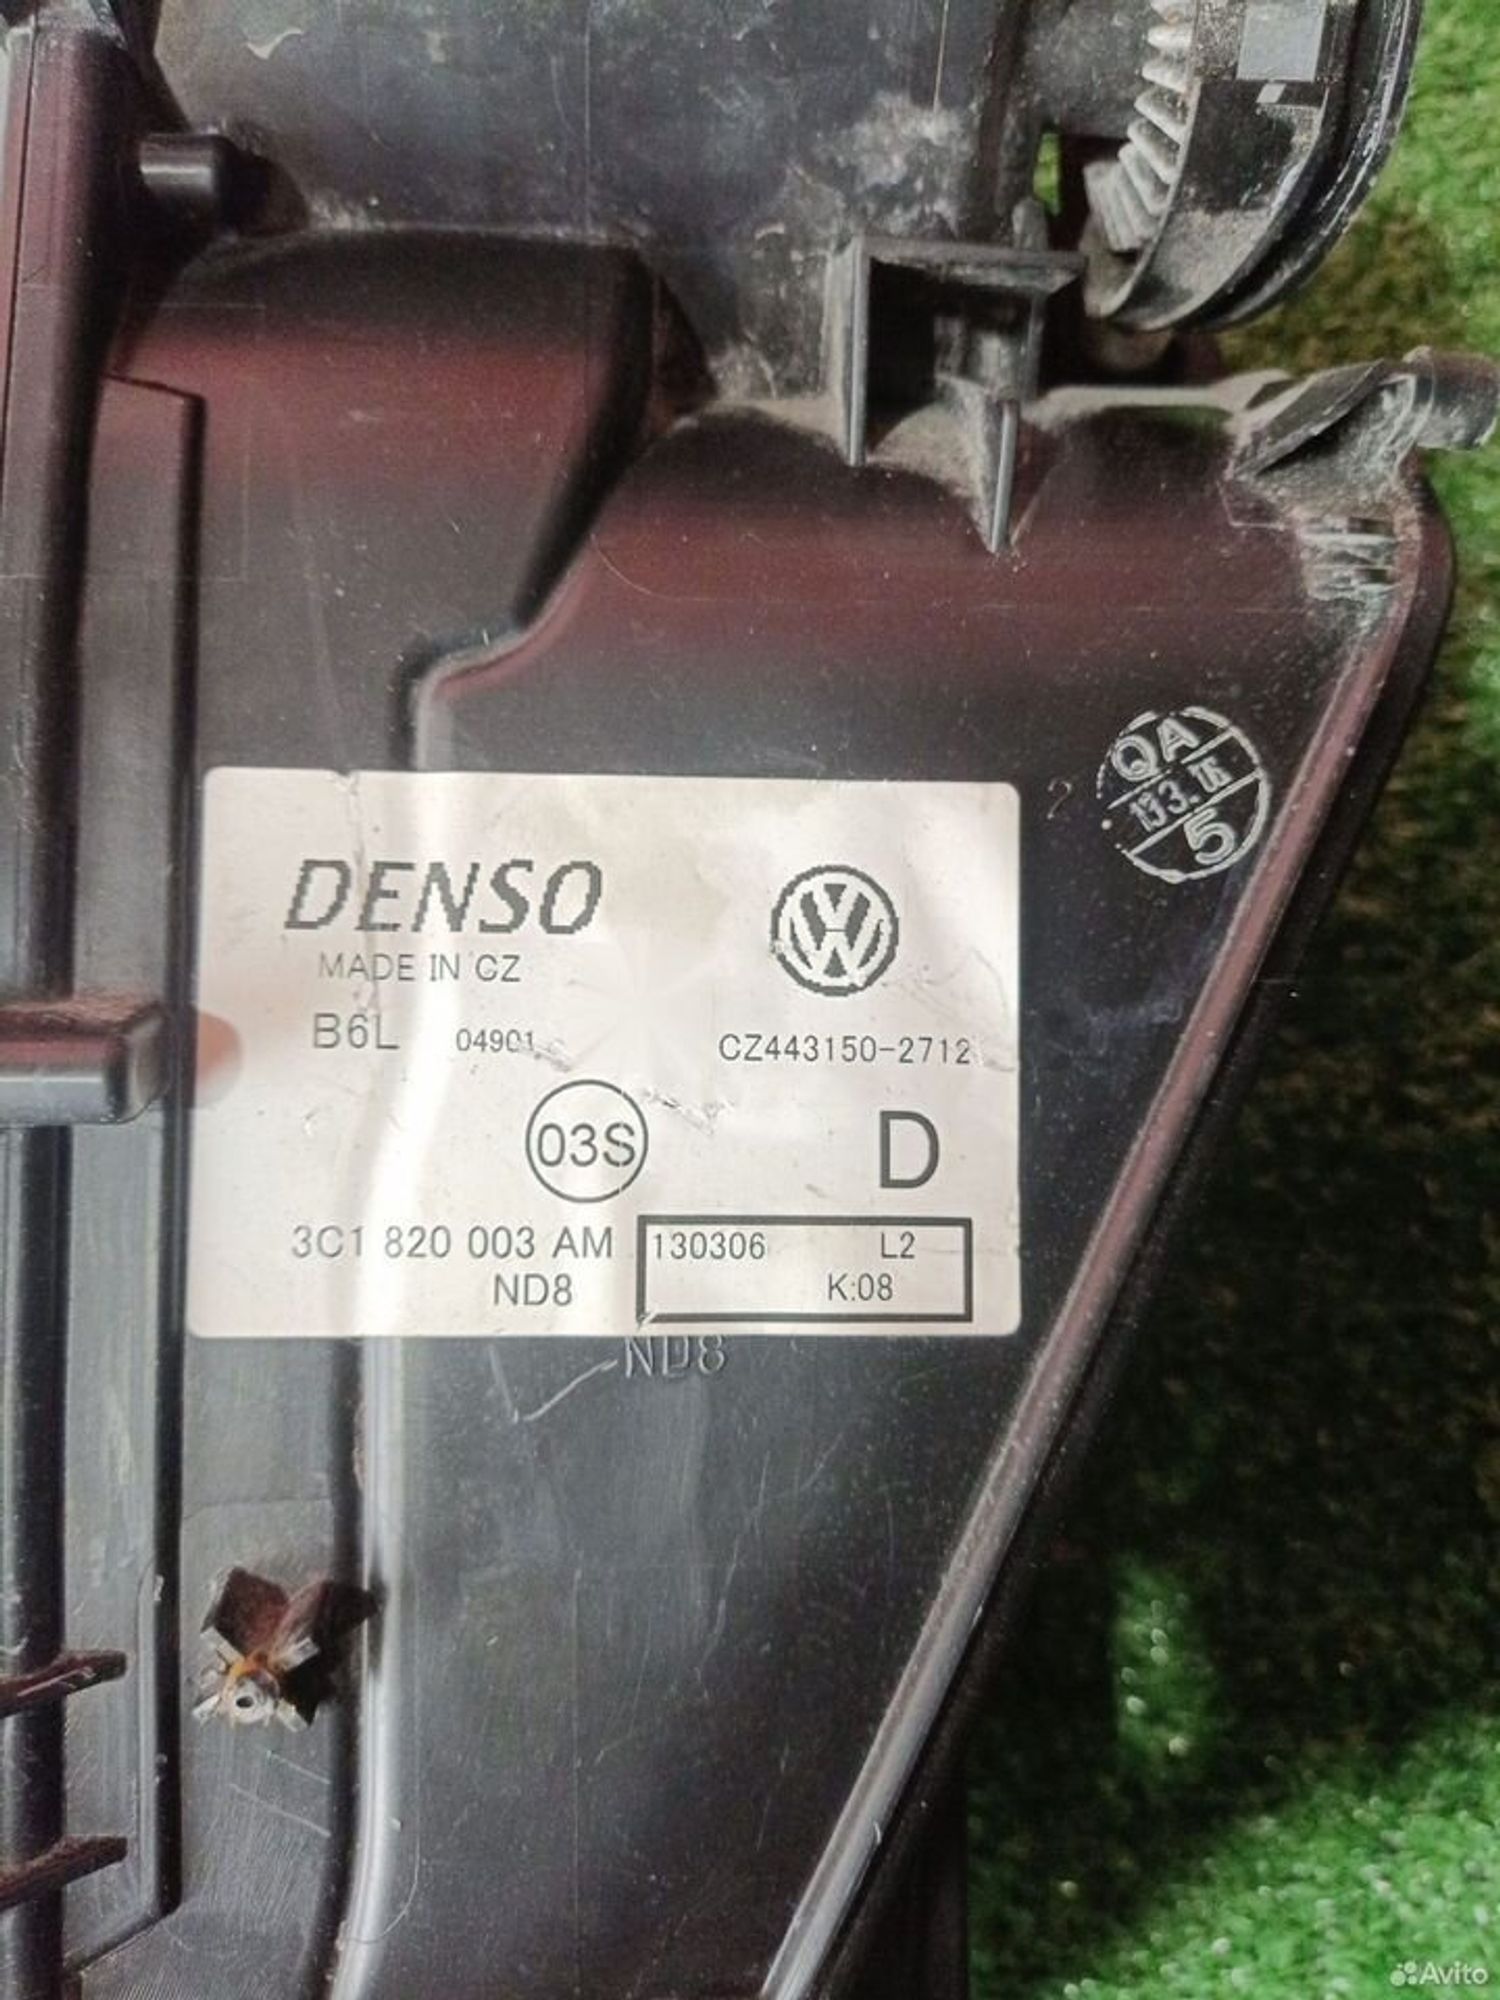 QA
5
DENSO
MADE IN CZ
B6L 04901
CZ443150-2712
03S
D
3C1 820 003 AM
ND8
130306 L2
K:08
ND8
Avito